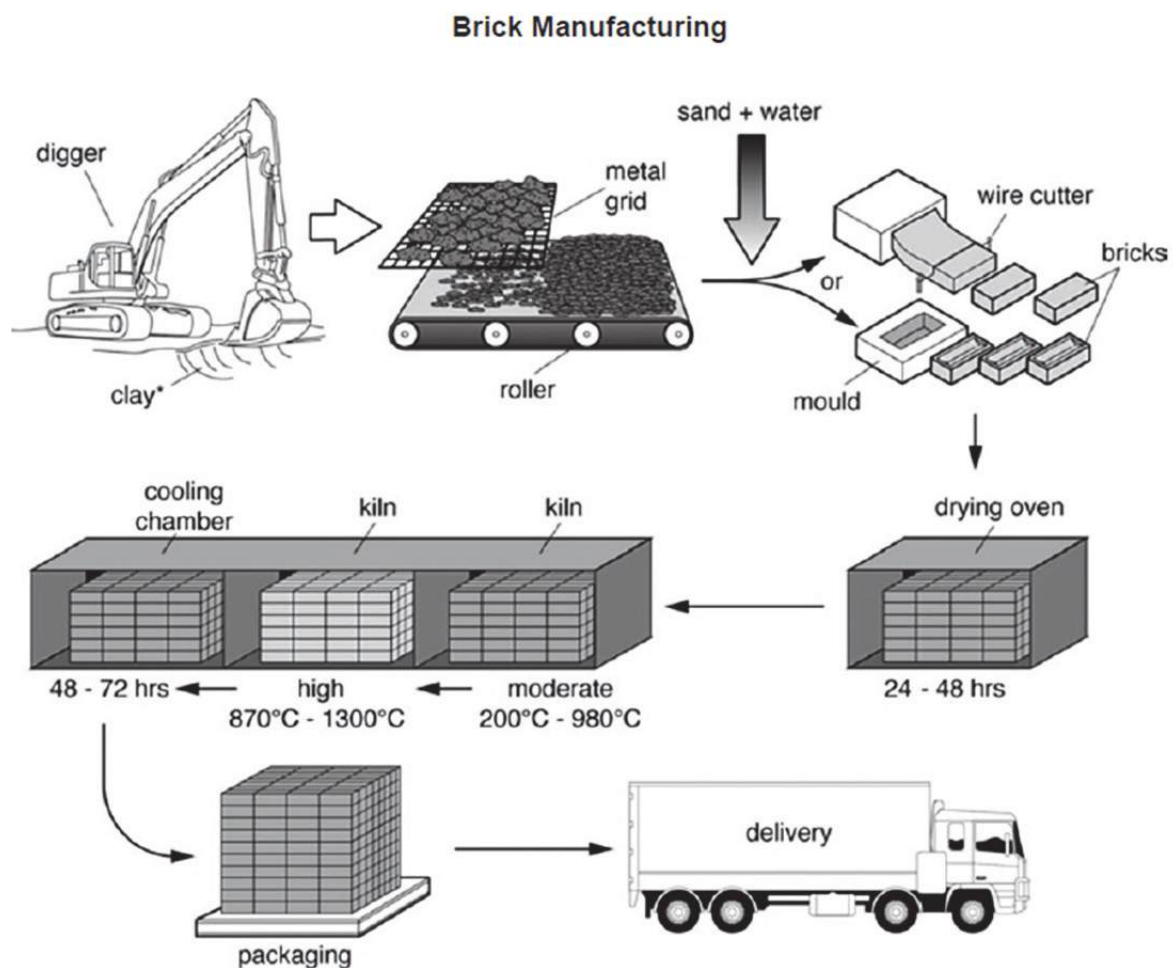 Brick Manufacturing
digger
clay*
metal
grid
roller
sand + water
or
wire cutter
bricks
mould
drying oven
24 - 48 hrs
kiln
moderate
200°C - 980°C
kiln
high
870°C - 1300°C
cooling
chamber
48 - 72 hrs
packaging
delivery